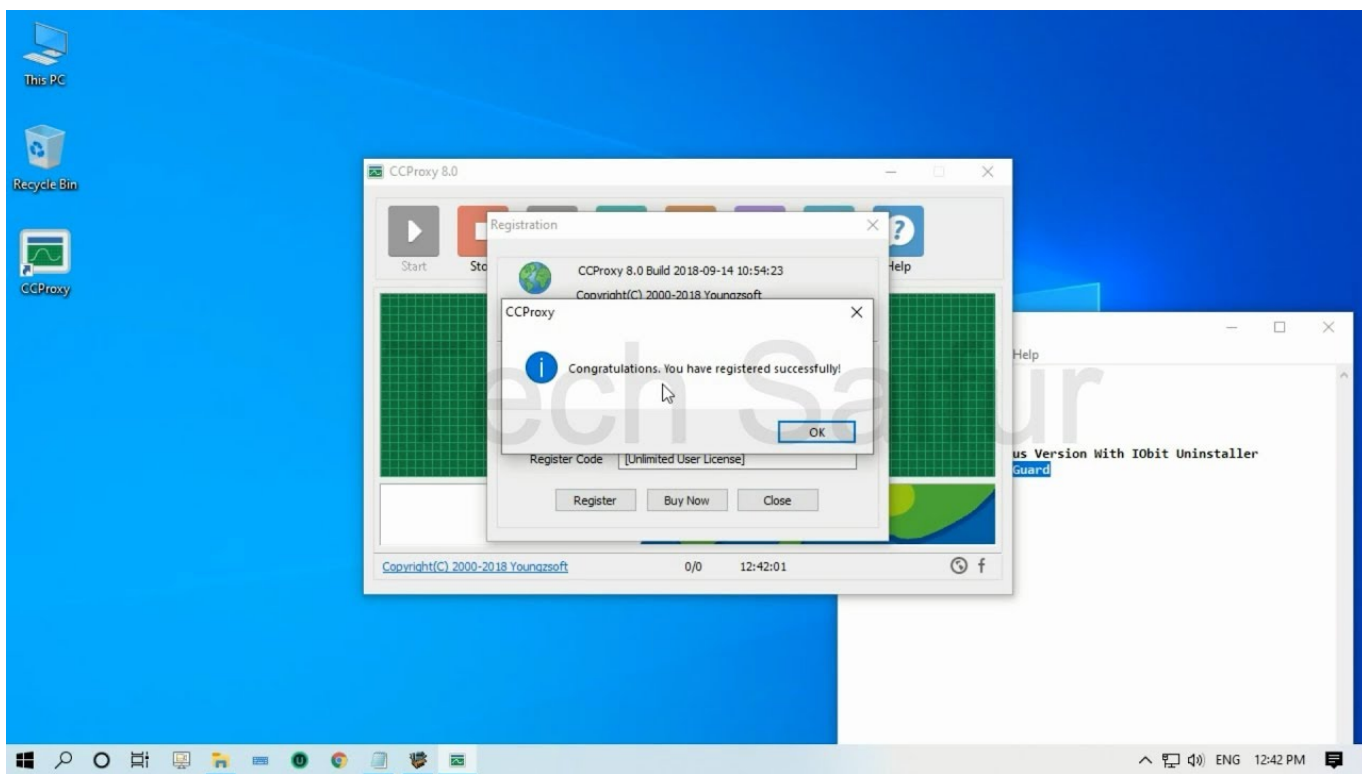 This PC
Recycle Bin
CCProxy
CCProxy 8.0
Start
Help
Registration
CCProxy 8.0 Build 2018-09-14 10:54:23
Copyright(C) 2000-2018 Youngzsoft
CCProxy
Congratulations. You have registered successfully!
OK
Register Code [Unlimited User License]
Register Buy Now Close
Copyright(C) 2000-2018 Youngzsoft 0/0 12:42:01
Help
us Version With IObit Uninstaller
Guard
Tech Saifur
ENG 12:42 PM